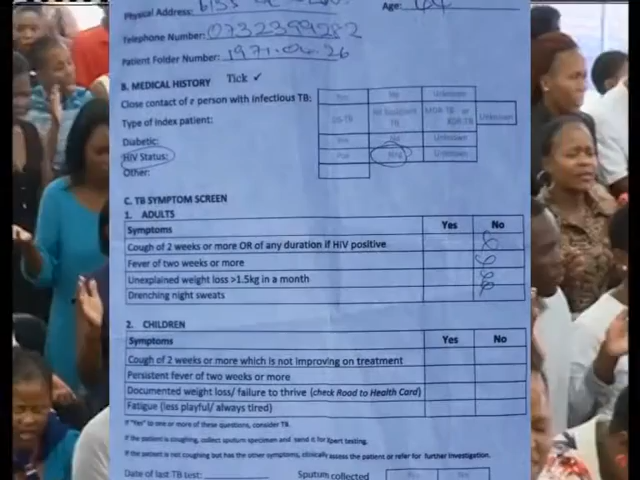 Physical Address: 6155
Age: 64
Telephone Number: 0732399282
Patient Folder Number: 1971.04.26
B. MEDICAL HISTORY Tick ✓
Close contact of a person with infectious TB: Yes No Unknown
Type of index patient: DS-TB Unknown
Diabetic: Yes No Unknown
HIV Status: Pos Neg Unknown
Other:
C. TB SYMPTOM SCREEN
1. ADULTS
Symptoms Yes No
Cough of 2 weeks or more OR of any duration if HIV positive
Fever of two weeks or more
Unexplained weight loss >1.5kg in a month
Drenching night sweats
2. CHILDREN
Symptoms Yes No
Cough of 2 weeks or more which is not improving on treatment
Persistent fever of two weeks or more
Documented weight loss/ failure to thrive (check Road to Health Card)
Fatigue (less playful/ always tired)
If "Yes" to one or more of these questions, consider TB.
If the patient is coughing, collect sputum specimen and send it for Xpert testing.
If the patient is not coughing but has the other symptoms, clinically assess the patient or refer for further investigation.
Date of last TB test: Sputum collected Yes No